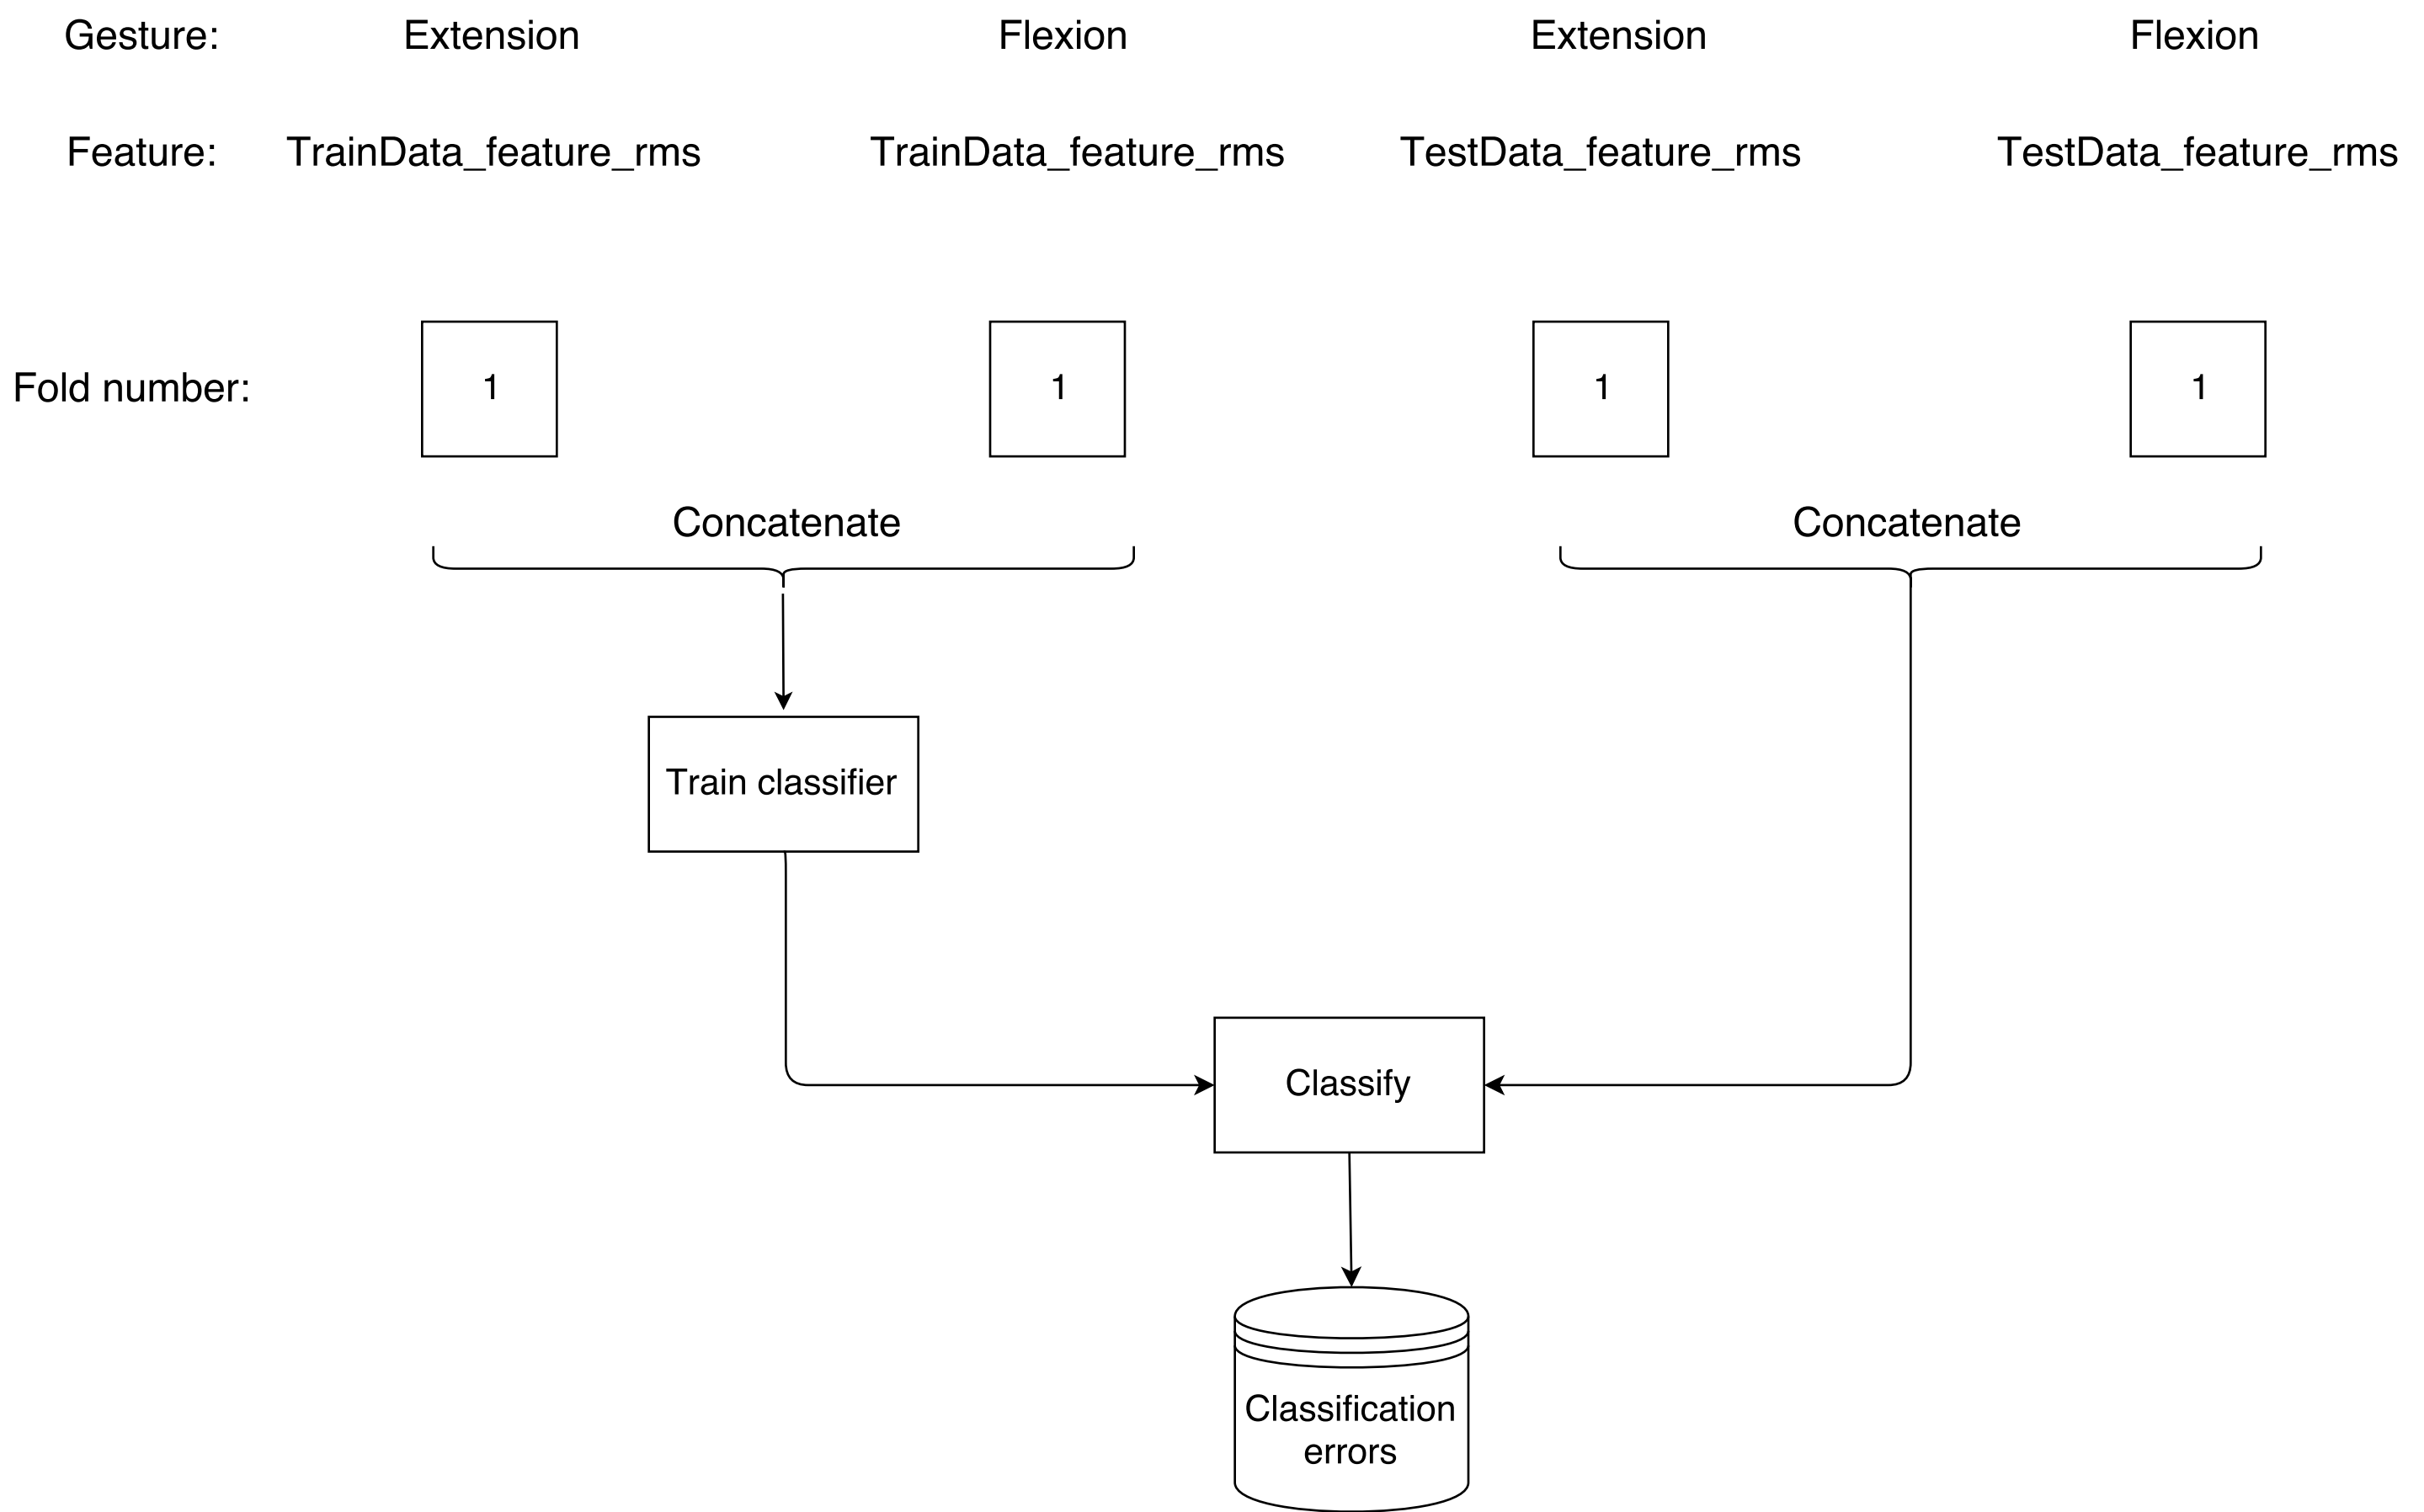 Gesture: Extension Flexion Extension Flexion
Feature: TrainData_feature_rms TrainData_feature_rms TestData_feature_rms TestData_feature_rms
Fold number: 1 1 1 1
Concatenate Concatenate
Train classifier
Classify
Classification
errors